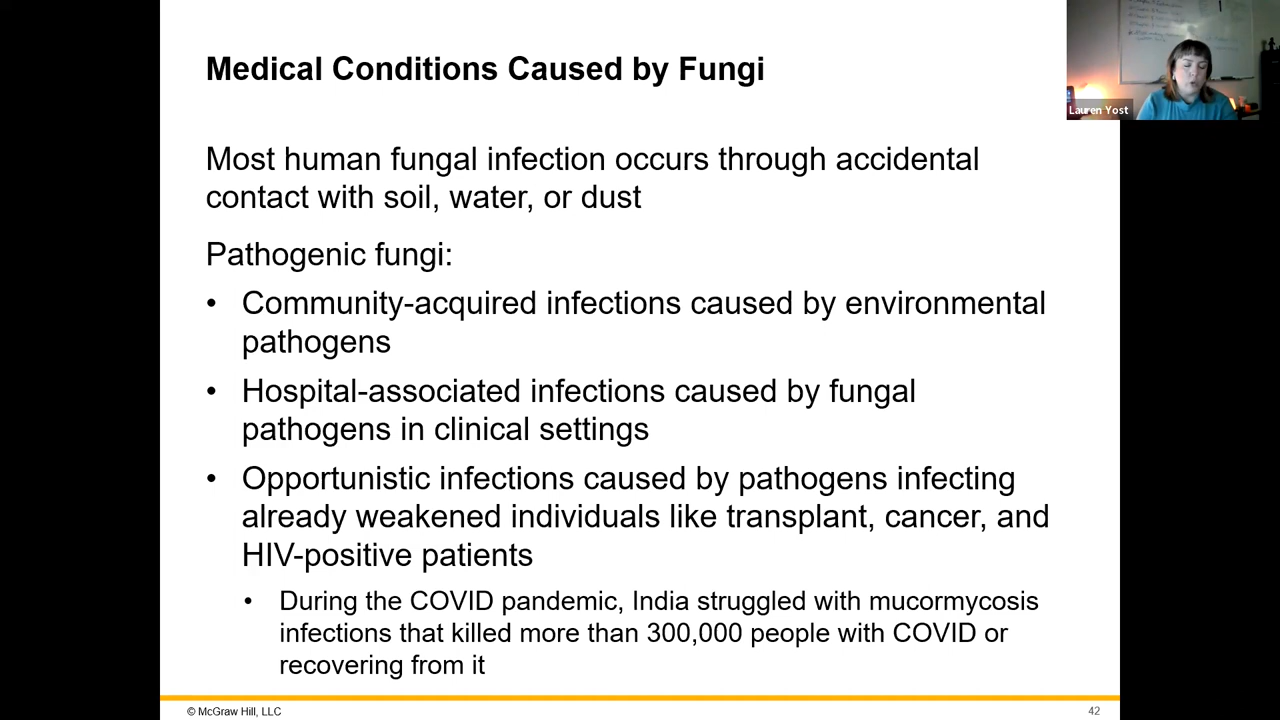 Medical Conditions Caused by Fungi
Lauren Yost
Most human fungal infection occurs through accidental
contact with soil, water, or dust
Pathogenic fungi:
• Community-acquired infections caused by environmental
pathogens
• Hospital-associated infections caused by fungal
pathogens in clinical settings
• Opportunistic infections caused by pathogens infecting
already weakened individuals like transplant, cancer, and
HIV-positive patients
• During the COVID pandemic, India struggled with mucormycosis
infections that killed more than 300,000 people with COVID or
recovering from it
© McGraw Hill, LLC
42